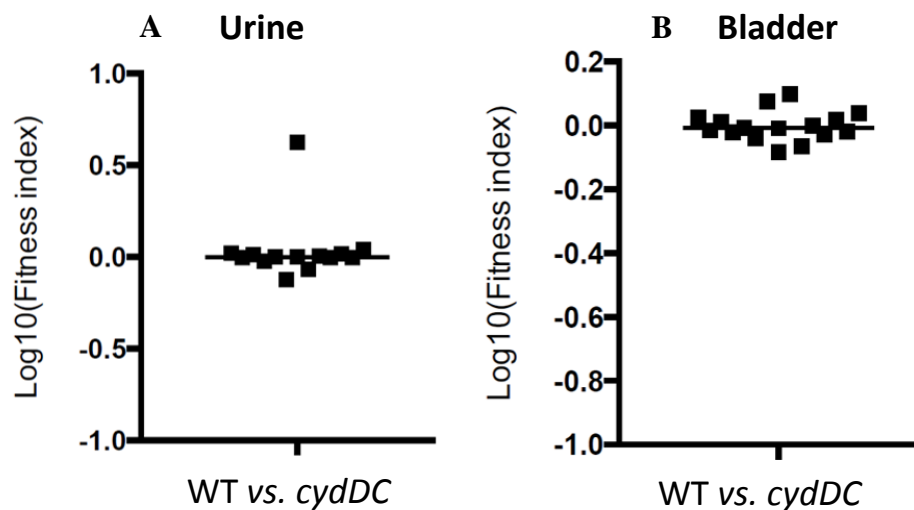 A Urine
Log10(Fitness index)
1.0
0.5
0.0
-0.5
-1.0
WT vs. cydDC
B Bladder
Log10(Fitness index)
0.2
0.0
-0.2
-0.4
-0.6
-0.8
-1.0
WT vs. cydDC